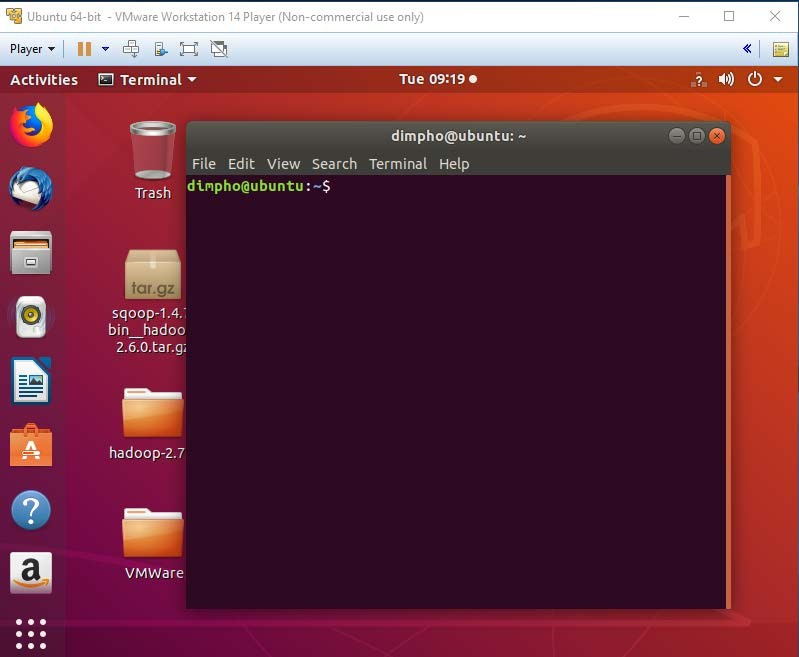 Ubuntu 64-bit - VMware Workstation 14 Player (Non-commercial use only)
Player
Activities
Terminal
Tue 09:19
?
dimpho@ubuntu: ~
File Edit View Search Terminal Help
dimpho@ubuntu:~$
Trash
tar.gz
sqoop-1.4.7
bin__hadoo
2.6.0.tar.gz
hadoop-2.7
VMWare
A
?
a